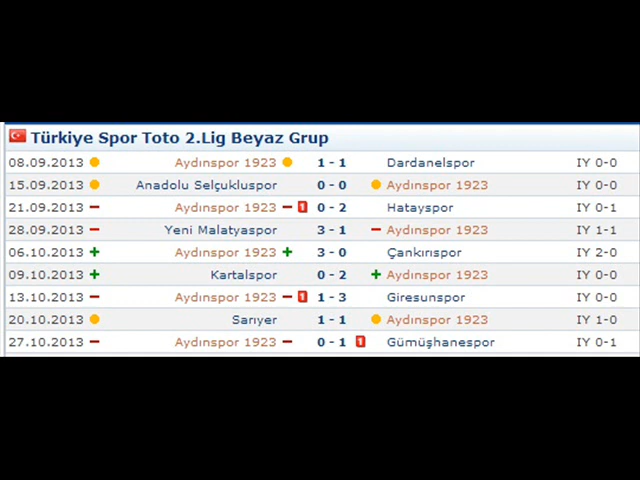 Türkiye Spor Toto 2.Lig Beyaz Grup
08.09.2013 Aydınspor 1923 1 - 1 Dardanelspor IY 0-0
15.09.2013 Anadolu Selçukluspor 0 - 0 Aydınspor 1923 IY 0-0
21.09.2013 Aydınspor 1923 1 0 - 2 Hatayspor IY 0-1
28.09.2013 Yeni Malatyaspor 3 - 1 Aydınspor 1923 IY 1-1
06.10.2013 Aydınspor 1923 3 - 0 Çankırıspor IY 2-0
09.10.2013 Kartalspor 0 - 2 Aydınspor 1923 IY 0-0
13.10.2013 Aydınspor 1923 1 1 - 3 Giresunspor IY 0-0
20.10.2013 Sarıyer 1 - 1 Aydınspor 1923 IY 1-0
27.10.2013 Aydınspor 1923 0 - 1 1 Gümüşhanespor IY 0-1